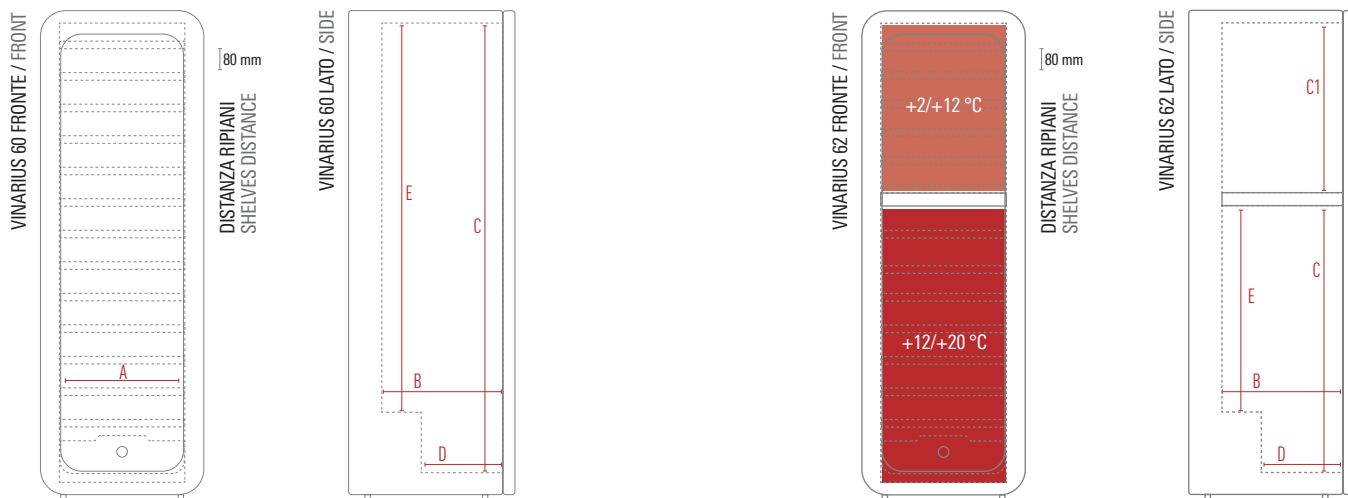 VINARIUS 60 FRONTE / FRONT
A
80 mm
DISTANZA RIPIANI
SHELVES DISTANCE
VINARIUS 60 LATO / SIDE
E
C
B
D
VINARIUS 62 FRONTE / FRONT
+2/+12 °C
+12/+20 °C
80 mm
DISTANZA RIPIANI
SHELVES DISTANCE
VINARIUS 62 LATO / SIDE
C1
C
E
B
D